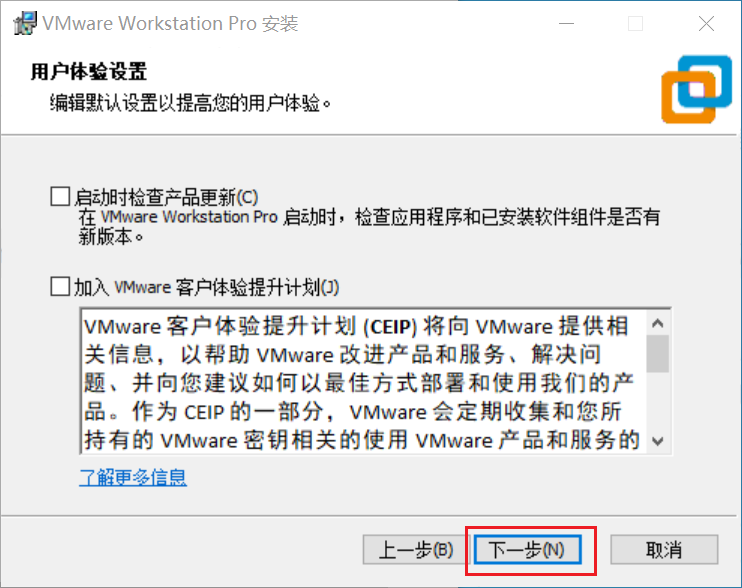 VMware Workstation Pro 安装
用户体验设置
编辑默认设置以提高您的用户体验。
启动时检查产品更新(C)
在 VMware Workstation Pro 启动时，检查应用程序和已安装软件组件是否有
新版本。
加入 VMware 客户体验提升计划(J)
VMware 客户体验提升计划 (CEIP) 将向 VMware 提供相
关信息，以帮助 VMware 改进产品和服务、解决问
题、并向您建议如何以最佳方式部署和使用我们的产
品。作为 CEIP 的一部分，VMware 会定期收集和您所
持有的 VMware 密钥相关的使用 VMware 产品和服务的
了解更多信息
上一步(B)
下一步(N)
取消